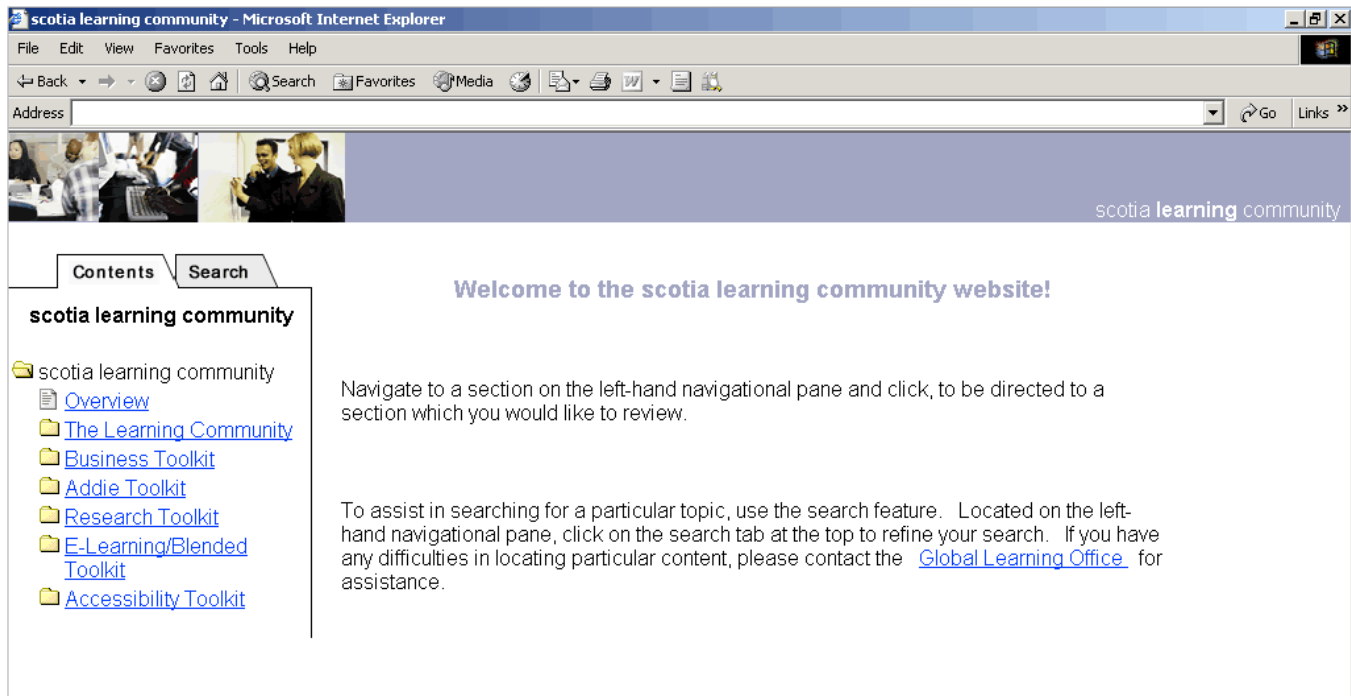 scotia learning community - Microsoft Internet Explorer
File Edit View Favorites Tools Help
Back Search Favorites Media
Address Go Links »
scotia learning community
Contents Search
scotia learning community
scotia learning community
Overview
The Learning Community
Business Toolkit
Addie Toolkit
Research Toolkit
E-Learning/Blended
Toolkit
Accessibility Toolkit
Welcome to the scotia learning community website!
Navigate to a section on the left-hand navigational pane and click, to be directed to a
section which you would like to review.
To assist in searching for a particular topic, use the search feature. Located on the left-
hand navigational pane, click on the search tab at the top to refine your search. If you have
any difficulties in locating particular content, please contact the Global Learning Office for
assistance.